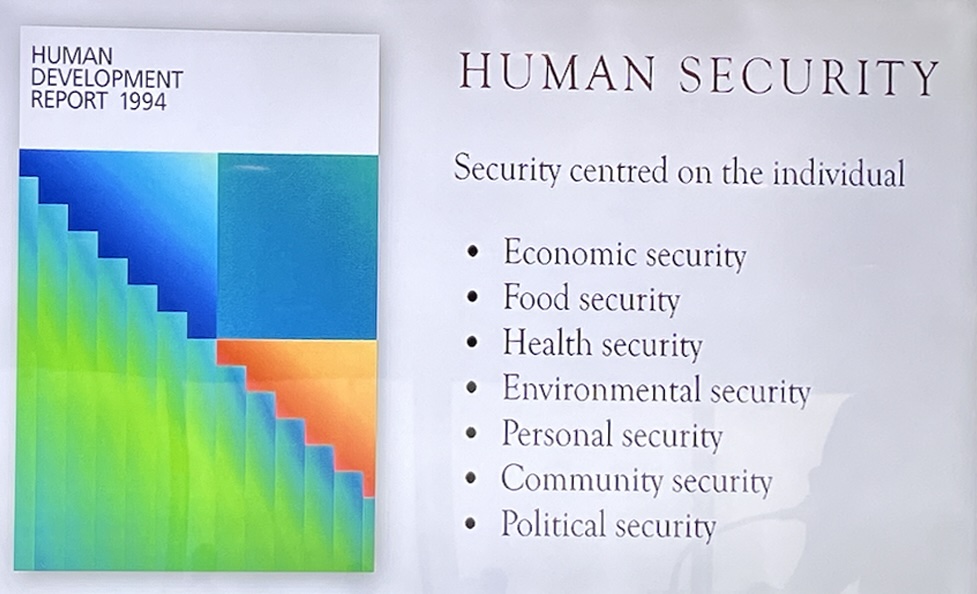 HUMAN
DEVELOPMENT
REPORT 1994
HUMAN SECURITY
Security centred on the individual
• Economic security
• Food security
• Health security
• Environmental security
• Personal security
• Community security
• Political security